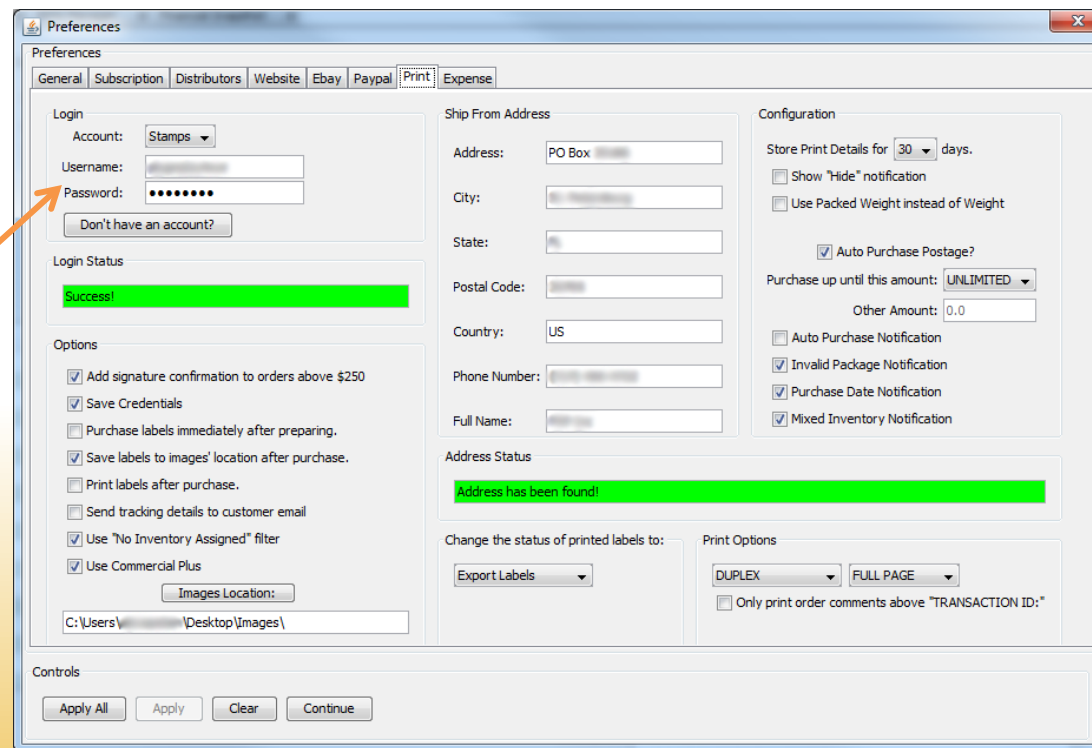 Preferences
Preferences
General Subscription Distributors Website Ebay Paypal Print Expense
Login
Account: Stamps
Username:
Password: ••••••••
Don't have an account?
Login Status
Success!
Options
Add signature confirmation to orders above $250
Save Credentials
Purchase labels immediately after preparing.
Save labels to images' location after purchase.
Print labels after purchase.
Send tracking details to customer email
Use "No Inventory Assigned" filter
Use Commercial Plus
Images Location:
C:\Users\ \Desktop\Images\
Ship From Address
Address: PO Box
City:
State:
Postal Code:
Country: US
Phone Number:
Full Name:
Address Status
Address has been found!
Change the status of printed labels to:
Export Labels
Configuration
Store Print Details for 30 days.
Show "Hide" notification
Use Packed Weight instead of Weight
Auto Purchase Postage?
Purchase up until this amount: UNLIMITED
Other Amount: 0.0
Auto Purchase Notification
Invalid Package Notification
Purchase Date Notification
Mixed Inventory Notification
Print Options
DUPLEX FULL PAGE
Only print order comments above "TRANSACTION ID:"
Controls
Apply All Apply Clear Continue